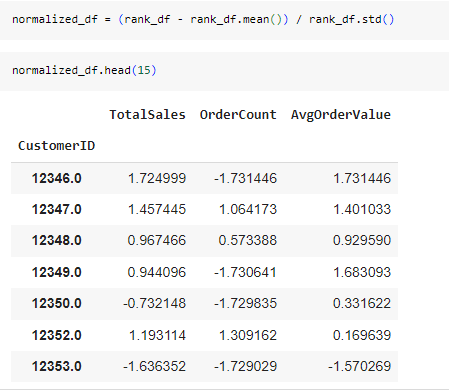 normalized_df = (rank_df - rank_df.mean()) / rank_df.std()
normalized_df.head(15)
TotalSales OrderCount AvgOrderValue
CustomerID
12346.0 1.724999 -1.731446 1.731446
12347.0 1.457445 1.064173 1.401033
12348.0 0.967466 0.573388 0.929590
12349.0 0.944096 -1.730641 1.683093
12350.0 -0.732148 -1.729835 0.331622
12352.0 1.193114 1.309162 0.169639
12353.0 -1.636352 -1.729029 -1.570269